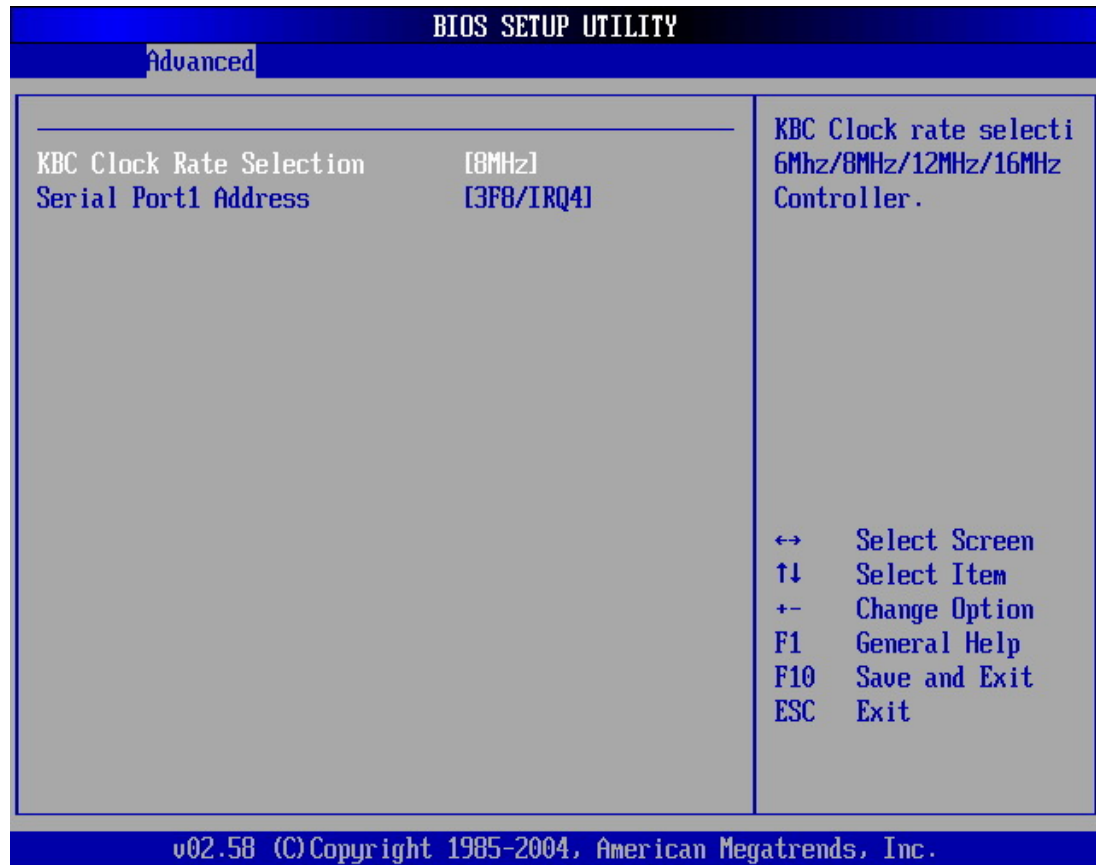 BIOS SETUP UTILITY
Advanced
KBC Clock Rate Selection [8MHz]
Serial Port1 Address [3F8/IRQ4]
KBC Clock rate selecti
6Mhz/8MHz/12MHz/16MHz
Controller.
↔ Select Screen
↑↓ Select Item
+- Change Option
F1 General Help
F10 Save and Exit
ESC Exit
v02.58 (C)Copyright 1985-2004, American Megatrends, Inc.